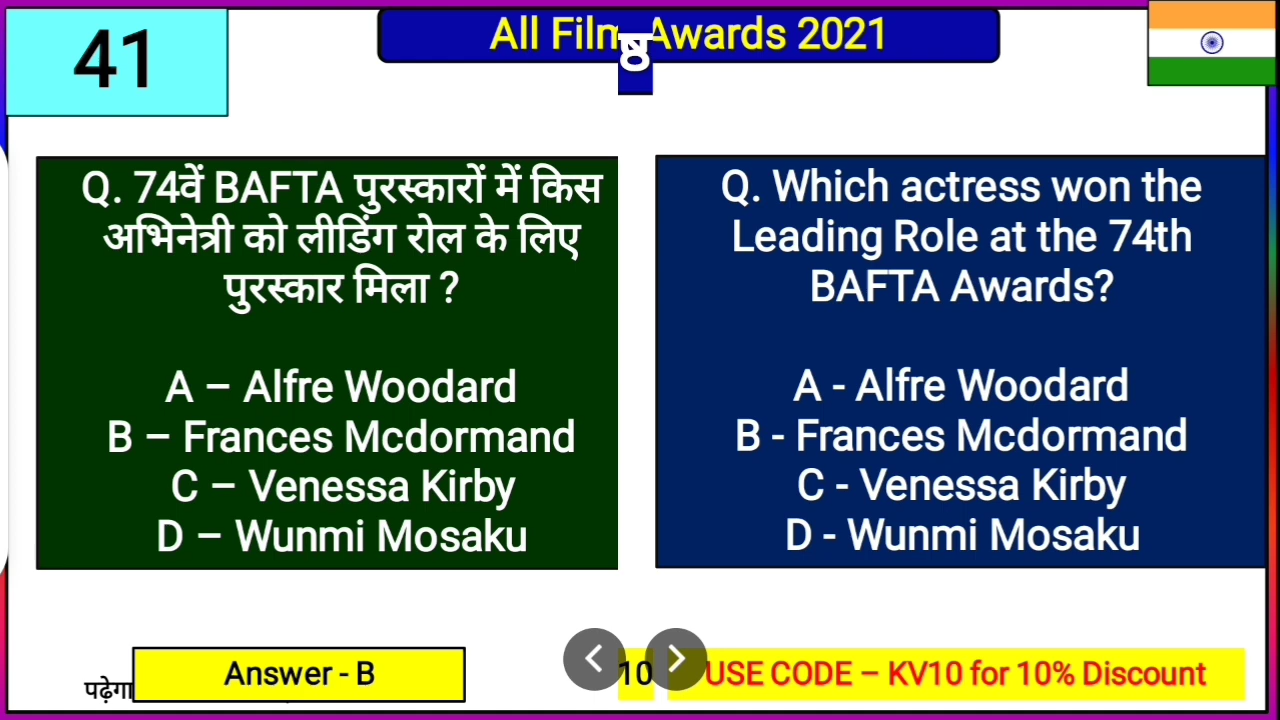 41
All Film Awards 2021
Q. 74वें BAFTA पुरस्कारों में किस
अभिनेत्री को लीडिंग रोल के लिए
पुरस्कार मिला ?
A – Alfre Woodard
B – Frances Mcdormand
C – Venessa Kirby
D – Wunmi Mosaku
Q. Which actress won the
Leading Role at the 74th
BAFTA Awards?
A - Alfre Woodard
B - Frances Mcdormand
C - Venessa Kirby
D - Wunmi Mosaku
पढ़ेगा
Answer - B
10
USE CODE – KV10 for 10% Discount